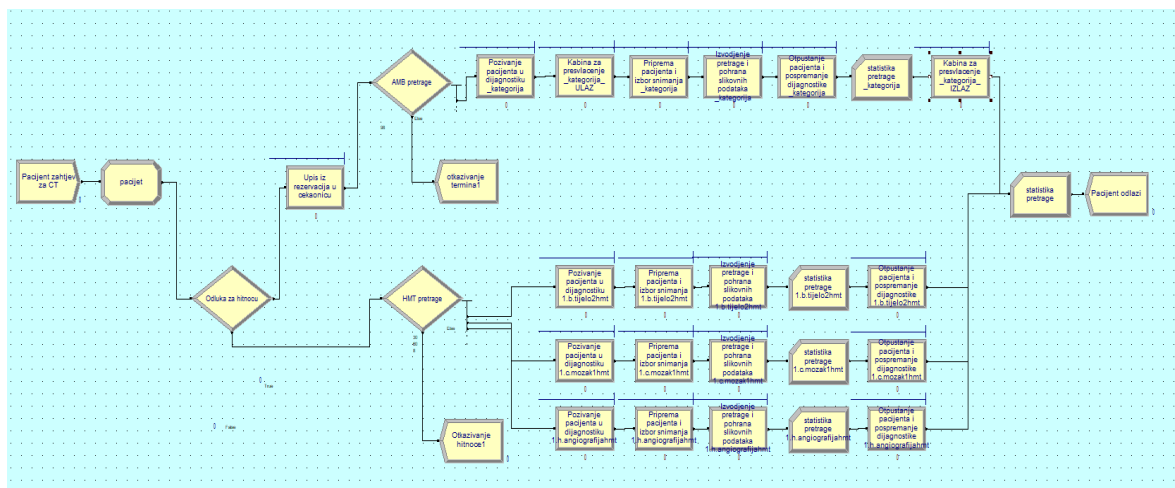 AMB pretrage
Pozivanje
pacijenta u
dijagnostiku
_kategorija
Kabina za
presvlacenje
_kategorija_
ULAZ
Priprema
pacijenta i
izbor snimanja
_kategorija
Izvodjenje
pretrage i
pohrana
slikovnih
podataka
_kategorija
Otpustanje
pacijenta i
pospremanje
dijagnostike
_kategorija
statistika
pretrage
_kategorija
Kabina za
presvlacenje
_kategorija_
IZLAZ
Else
Pacijent zahtjev
za CT
pacijet
Upis iz
rezervacija u
cekaonicu
otkazivanje
termina1
statistika
pretrage
Pacijent odlazi
Odluka za hitnocu
HMT pretrage
Else
True
False
Pozivanje
pacijenta u
dijagnostiku
1.b.tijelo2hmt
Priprema
pacijenta i
izbor snimanja
1.b.tijelo2hmt
Izvodjenje
pretrage i
pohrana
slikovnih
podataka
1.b.tijelo2hmt
statistika
pretrage
1.b.tijelo2hmt
Otpustanje
pacijenta i
pospremanje
dijagnostike
1.b.tijelo2hmt
Pozivanje
pacijenta u
dijagnostiku
1.c.mozak1hmt
Priprema
pacijenta i
izbor snimanja
1.c.mozak1hmt
Izvodjenje
pretrage i
pohrana
slikovnih
podataka
1.c.mozak1hmt
statistika
pretrage
1.c.mozak1hmt
Otpustanje
pacijenta i
pospremanje
dijagnostike
1.c.mozak1hmt
Otkazivanje
hitnoce1
Pozivanje
pacijenta u
dijagnostiku
1.h.angiografijahmt
Priprema
pacijenta i
izbor snimanja
1.h.angiografijahmt
Izvodjenje
pretrage i
pohrana
slikovnih
podataka
1.h.angiografijahmt
statistika
pretrage
1.h.angiografijahmt
Otpustanje
pacijenta i
pospremanje
dijagnostike
1.h.angiografijahmt